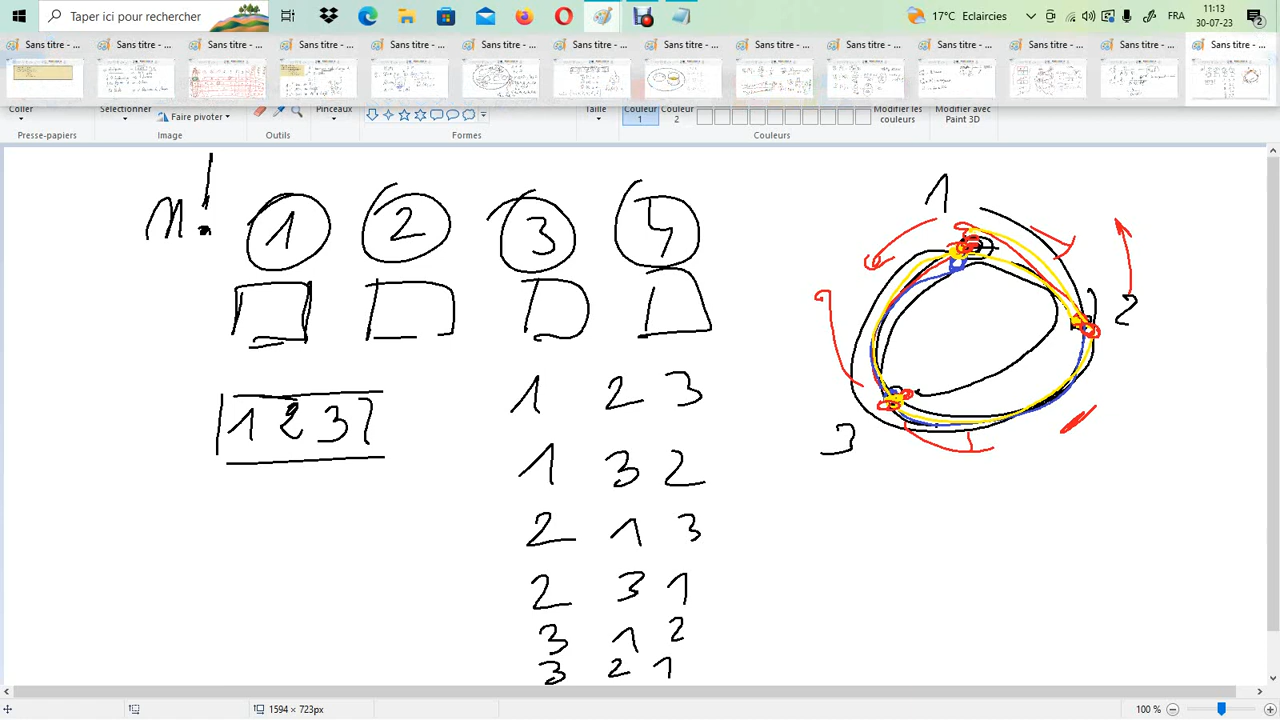 Taper ici pour rechercher
17°C Eclaircies
FRA
11:13
30-07-23
2
Sans titre - ...
Sans titre - ...
Sans titre - ...
Sans titre - ...
Sans titre - ...
Sans titre - ...
Sans titre - ...
Sans titre - ...
Sans titre - ...
Sans titre - ...
Sans titre - ...
Sans titre - ...
Sans titre - ...
Sans titre - ...
Coller
Sélectionner
Faire pivoter
Pinceaux
Taille
Couleur 1
Couleur 2
Modifier les couleurs
Modifier avec Paint 3D
Presse-papiers
Image
Outils
Formes
Couleurs
n! 1 2 3 4
1
2
3
1 2 3
1 2 3
1 3 2
2 1 3
2 3 1
3 1 2
3 2 1
1594 × 723px
100 %